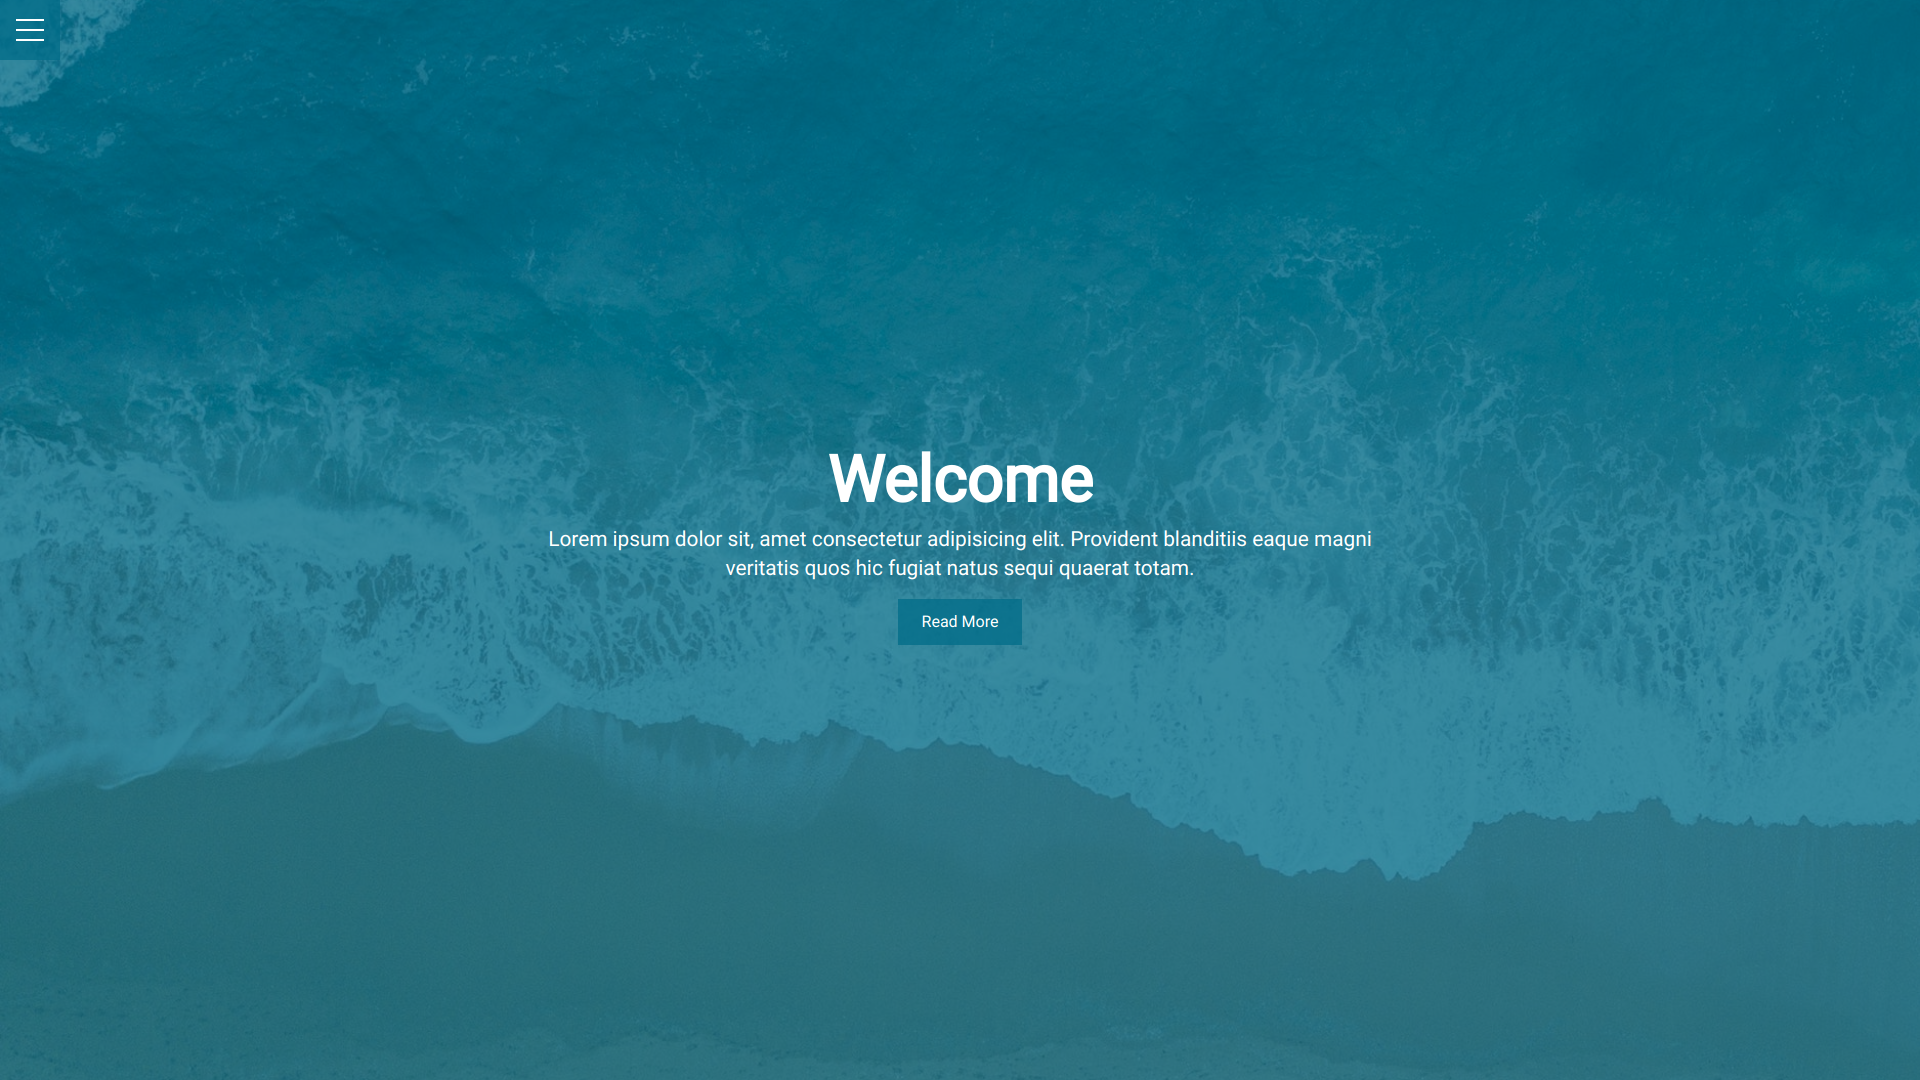 Welcome
Lorem ipsum dolor sit, amet consectetur adipisicing elit. Provident blanditiis eaque magni
veritatis quos hic fugiat natus sequi quaerat totam.
Read More